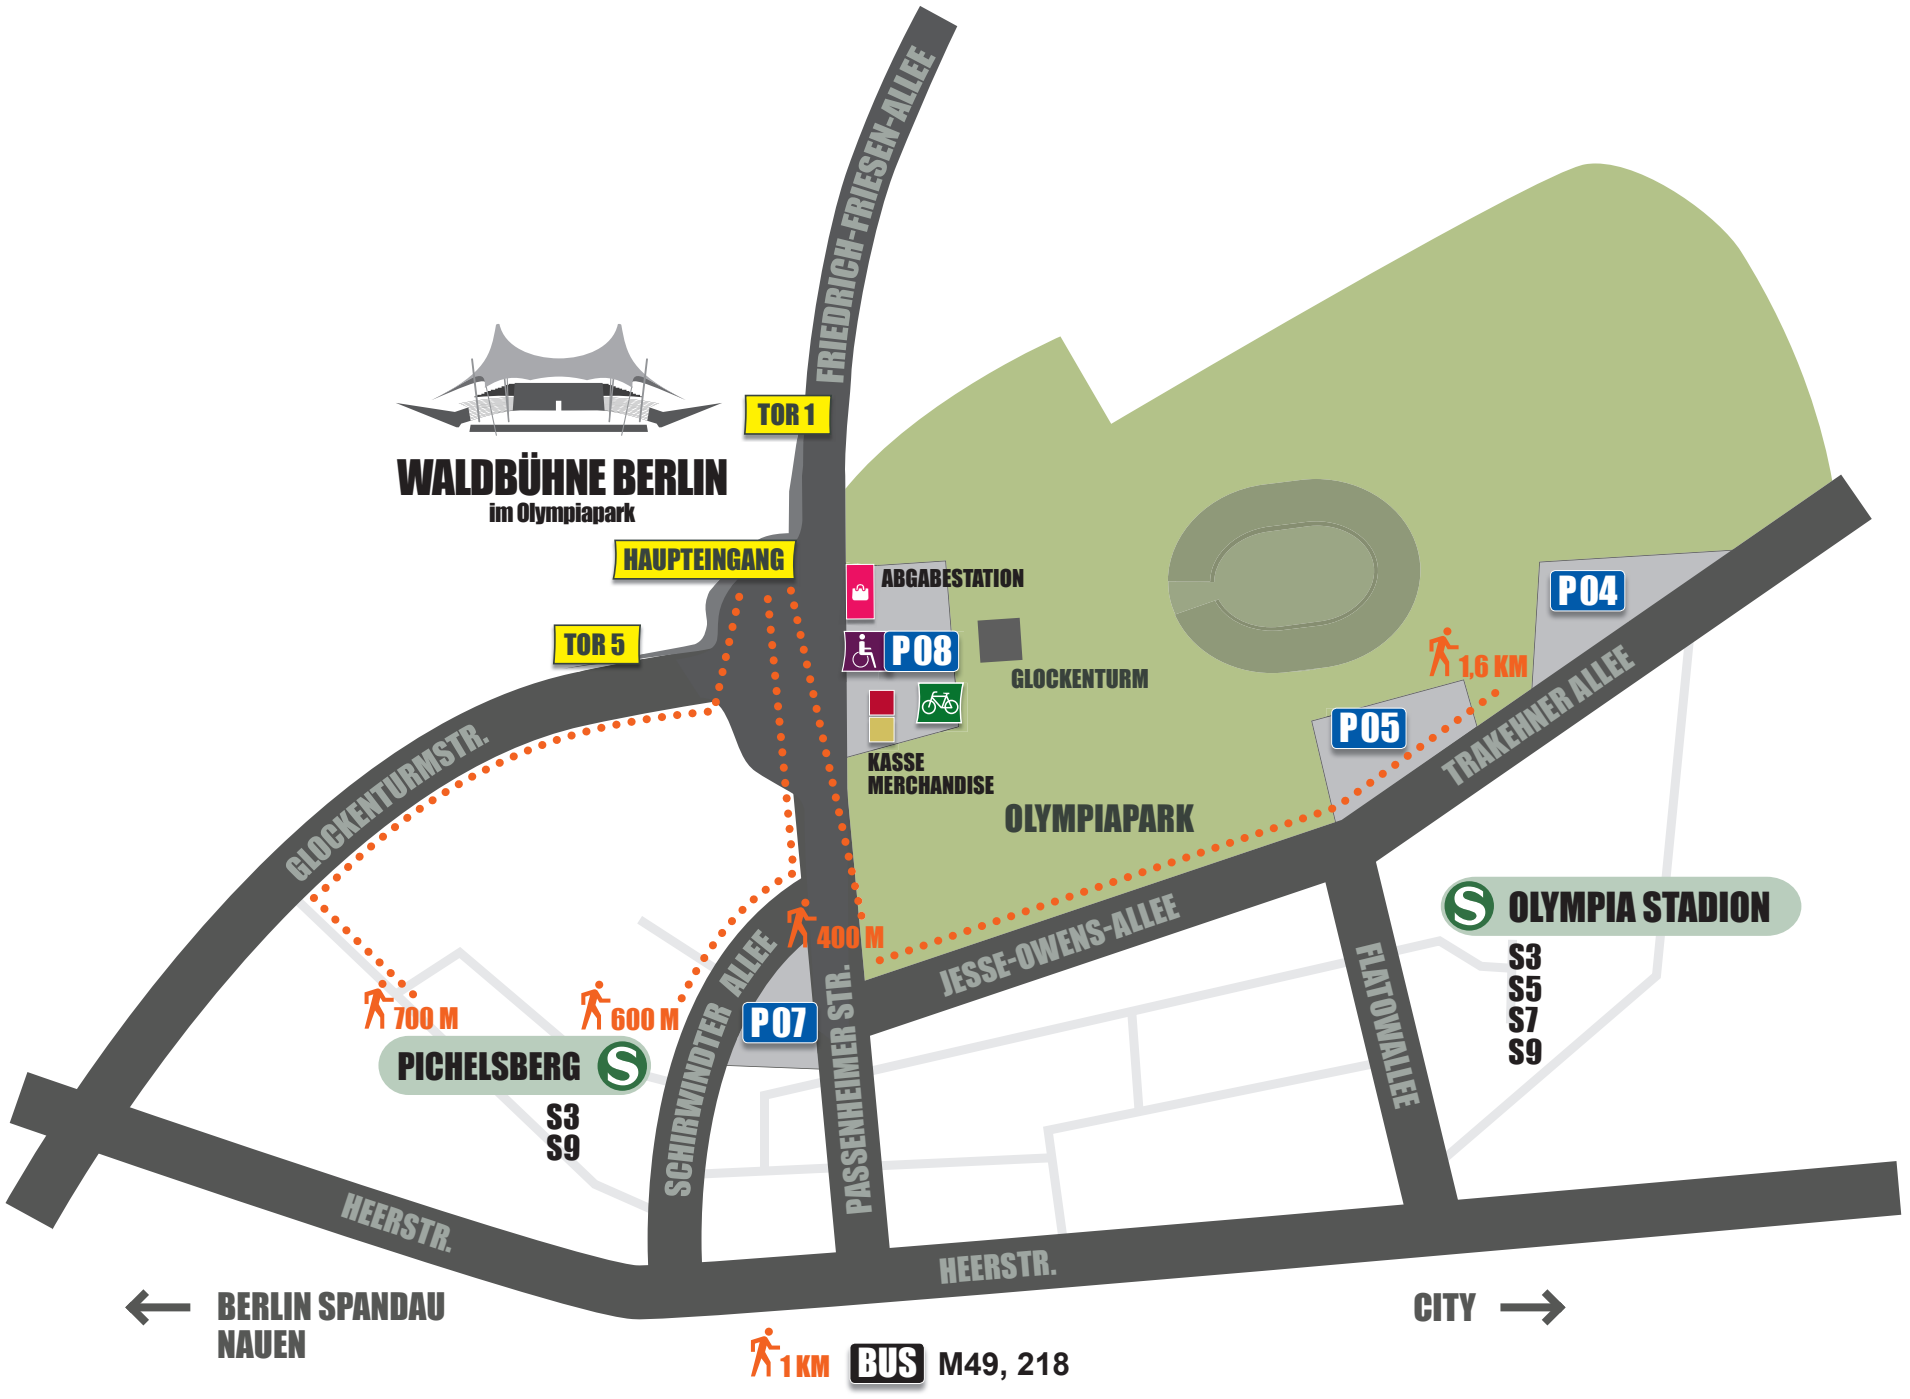 FRIEDRICH-FRIESEN-ALLEE
TOR 1
WALDBÜHNE BERLIN
im Olympiapark
HAUPTEINGANG
TOR 5
ABGABESTATION
P08
GLOCKENTURM
KASSE
MERCHANDISE
OLYMPIAPARK
P04
1,6 KM
P05
TRAKEHNER ALLEE
GLOCKENTURMSTR.
S OLYMPIA STADION
S3
S5
S7
S9
400 M
JESSE-OWENS-ALLEE
FLATOWALLEE
700 M
600 M
P07
PICHELSBERG S
S3
S9
SCHIRWINDTER ALLEE
PASSENHEIMER STR.
HEERSTR.
HEERSTR.
BERLIN SPANDAU
NAUEN
CITY
1 KM
BUS M49, 218